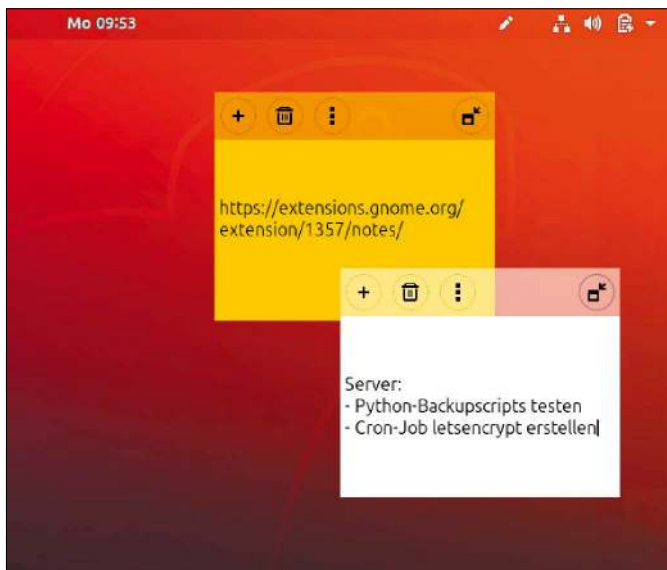 Mo 09:53
https://extensions.gnome.org/
extension/1357/notes/
Server:
- Python-Backupscripts testen
- Cron-Job letsencrypt erstellen